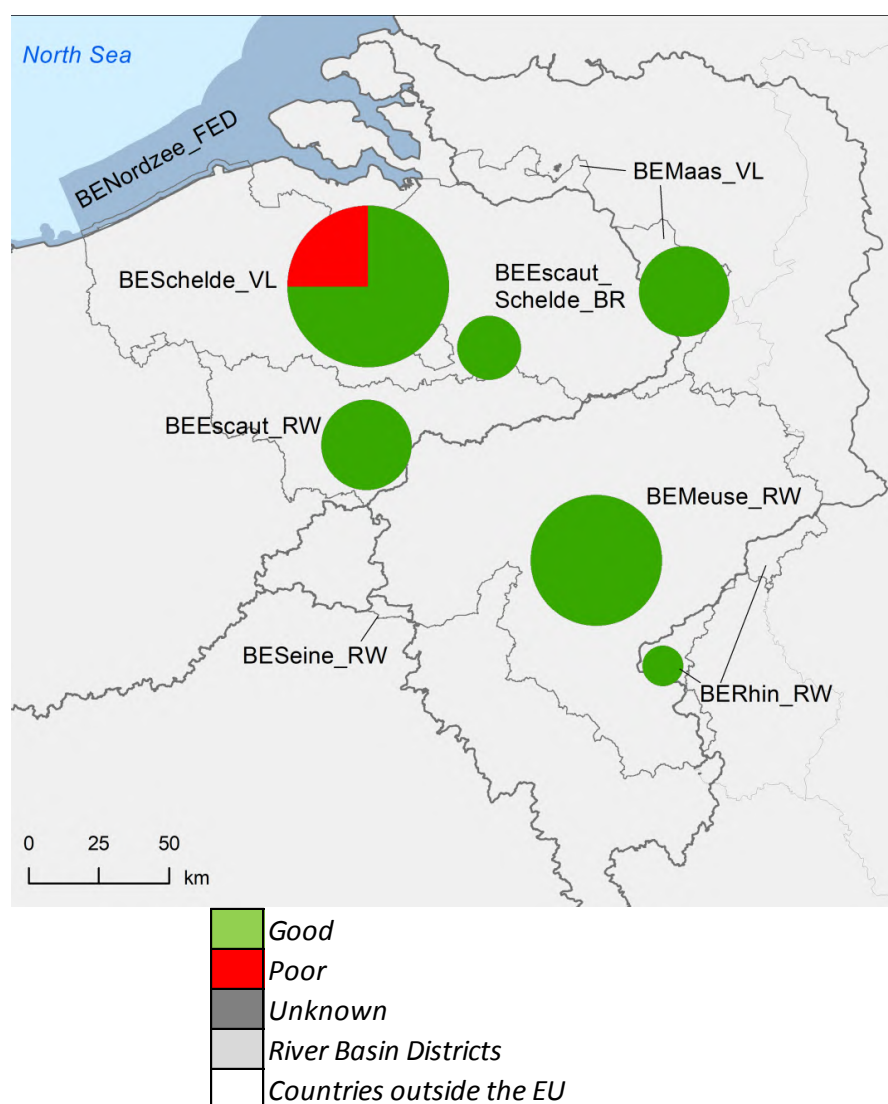 North Sea
BENordzee_FED
BEMaas_VL
BESchelde_VL
BEEscaut_
Schelde_BR
BEEscaut_RW
BEMeuse_RW
BESeine_RW
BERhin_RW
0 25 50
km
Good
Poor
Unknown
River Basin Districts
Countries outside the EU